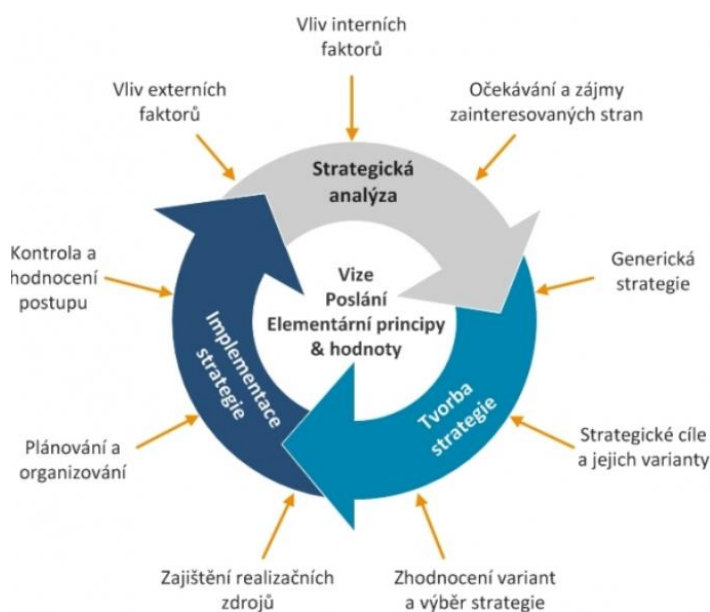 Vliv interních
faktorů
Vliv externích
faktorů
Očekávání a zájmy
zainteresovaných stran
Strategická
analýza
Kontrola a
hodnocení
postupu
Generická
strategie
Vize
Poslání
Elementární principy
& hodnoty
Implementace
strategie
Tvorba
strategie
Plánování a
organizování
Strategické cíle
a jejich varianty
Zajištění realizačních
zdrojů
Zhodnocení variant
a výběr strategie